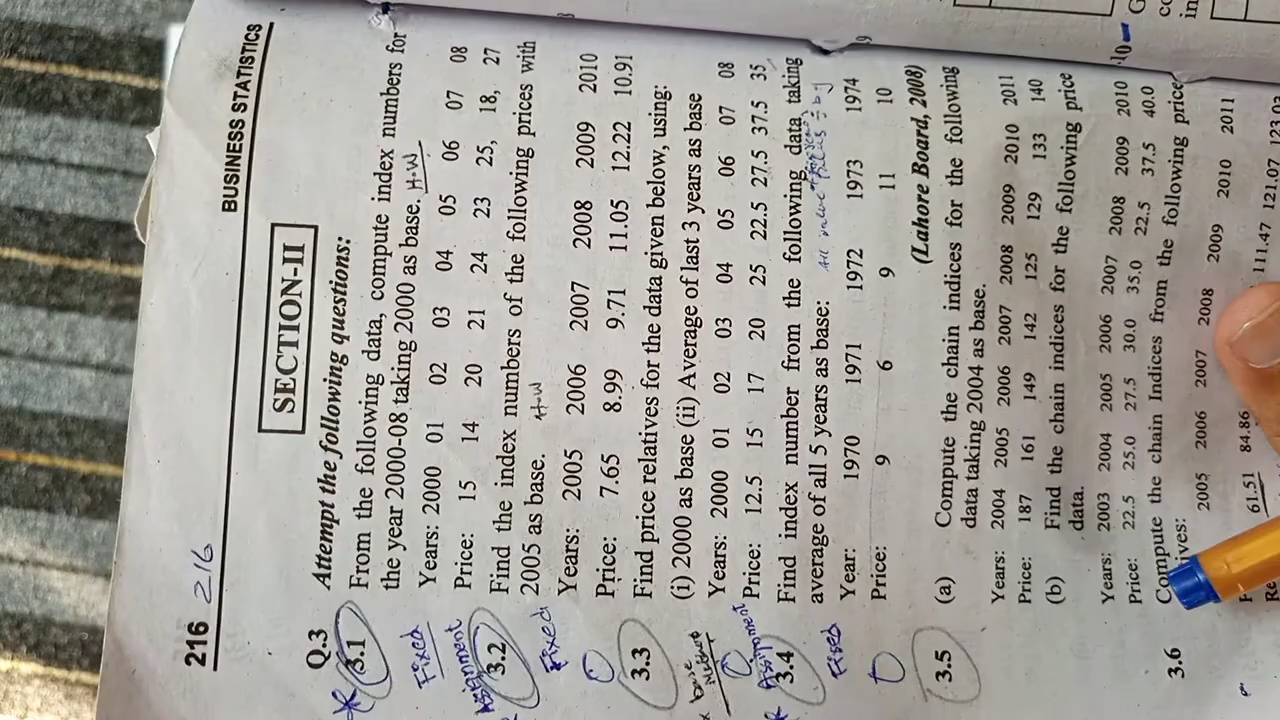 216 216 BUSINESS STATISTICS
SECTION-II
Q.3 Attempt the following questions:
* 3.1 From the following data, compute index numbers for
the year 2000-08 taking 2000 as base. H-W
Fixed
Years: 2000 01 02 03 04 05 06 07 08
Assignment Price: 15 14 20 21 24 23 25, 18, 27
3.2 Find the index numbers of the following prices with
2005 as base. H-W
Fixed Years: 2005 2006 2007 2008 2009 2010
Price: 7.65 8.99 9.71 11.05 12.22 10.91
3.3 Find price relatives for the data given below, using:
(i) 2000 as base (ii) Average of last 3 years as base
Years: 2000 01 02 03 04 05 06 07 08
Assignment Price: 12.5 15 17 20 25 22.5 27.5 37.5 35
3.4 Find index number from the following data taking
average of all 5 years as base:
Fixed Year: 1970 1971 1972 1973 1974
Price: 9 6 9 11 10
(Lahore Board, 2008)
3.5 (a) Compute the chain indices for the following
data taking 2004 as base.
Years: 2004 2005 2006 2007 2008 2009 2010 2011
Price: 187 161 149 142 125 129 133 140
(b) Find the chain indices for the following price
data.
Years: 2003 2004 2005 2006 2007 2008 2009 2010
Price: 22.5 25.0 27.5 30.0 35.0 22.5 37.5 40.0
3.6 Compute the chain Indices from the following price
ives:
2005 2006 2007 2008 2009 2010 2011
61.51 84.86 111.47 121.07